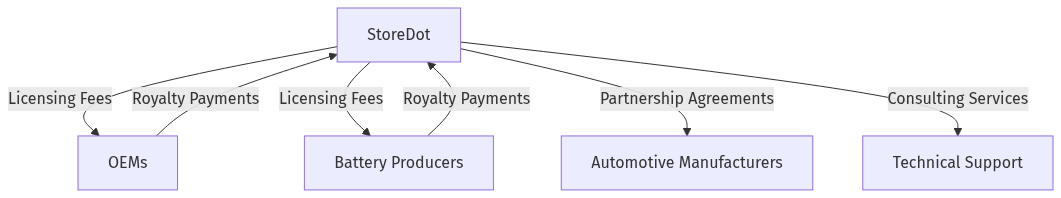 StoreDot
Licensing Fees
Royalty Payments
Licensing Fees
Royalty Payments
Partnership Agreements
Consulting Services
OEMs
Battery Producers
Automotive Manufacturers
Technical Support